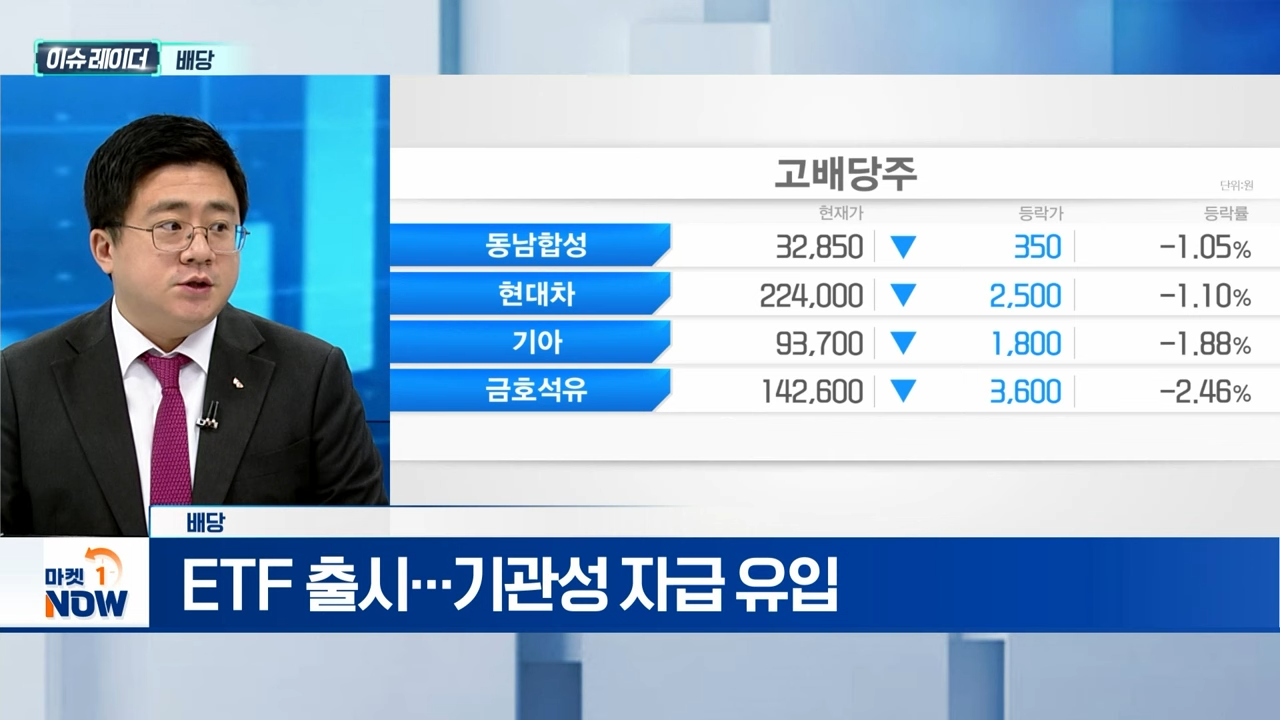 이슈 레이더 배당
고배당주
단위:원
현재가 등락가 등락률
동남합성 32,850 ▼ 350 -1.05%
현대차 224,000 ▼ 2,500 -1.10%
기아 93,700 ▼ 1,800 -1.88%
금호석유 142,600 ▼ 3,600 -2.46%
배당
마켓 1
NOW
ETF 출시…기관성 자급 유입